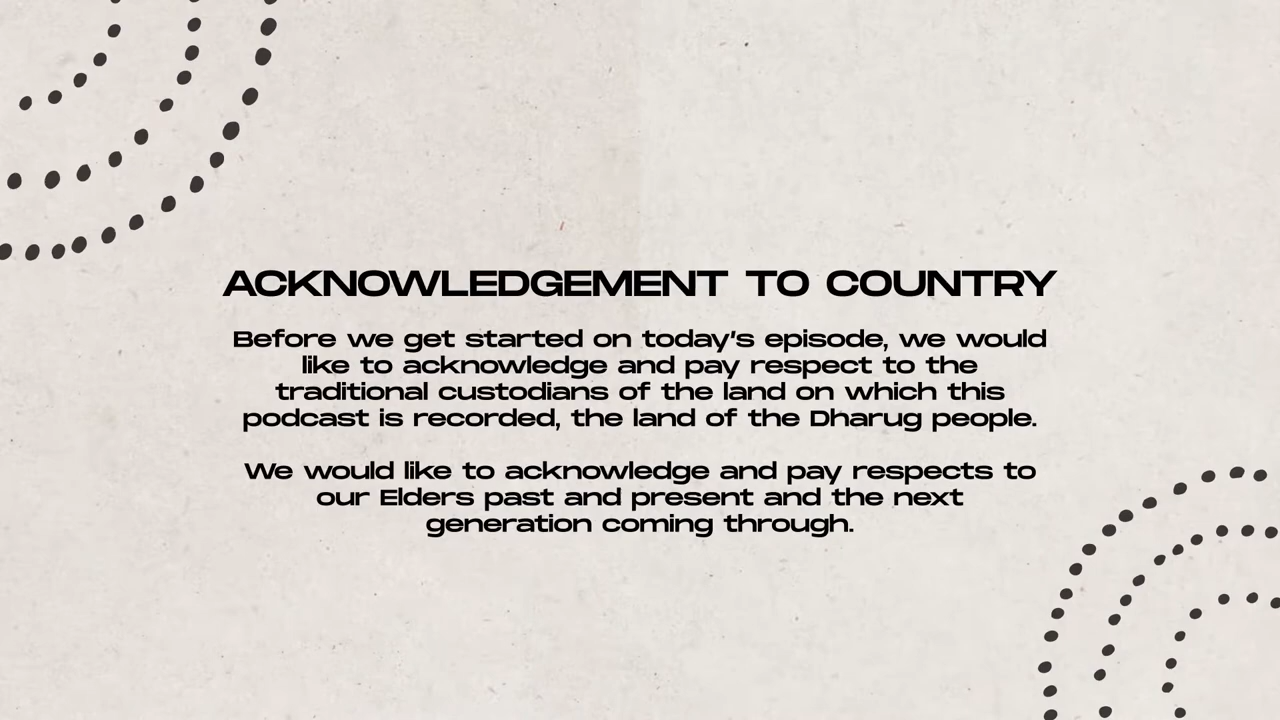 ACKNOWLEDGEMENT TO COUNTRY
Before we get started on today's episode, we would
like to acknowledge and pay respect to the
traditional custodians of the land on which this
podcast is recorded, the land of the Dharug people.
We would like to acknowledge and pay respects to
our Elders past and present and the next
generation coming through.